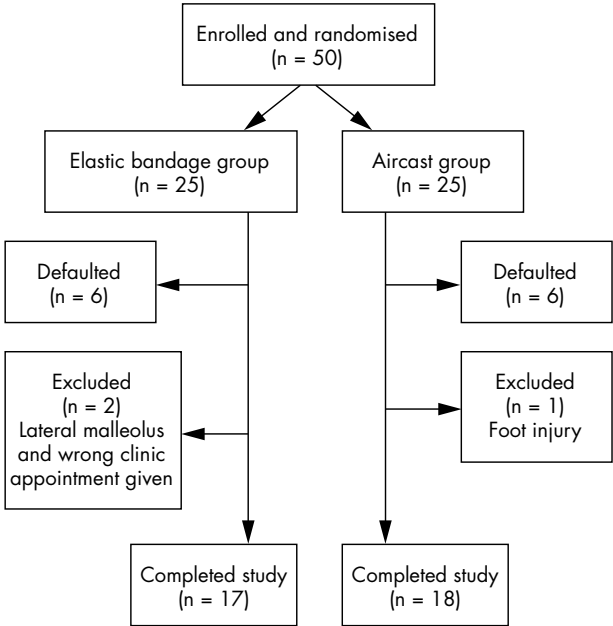 Enrolled and randomised
(n = 50)
Elastic bandage group
(n = 25)
Aircast group
(n = 25)
Defaulted
(n = 6)
Defaulted
(n = 6)
Excluded
(n = 2)
Lateral malleolus
and wrong clinic
appointment given
Excluded
(n = 1)
Foot injury
Completed study
(n = 17)
Completed study
(n = 18)